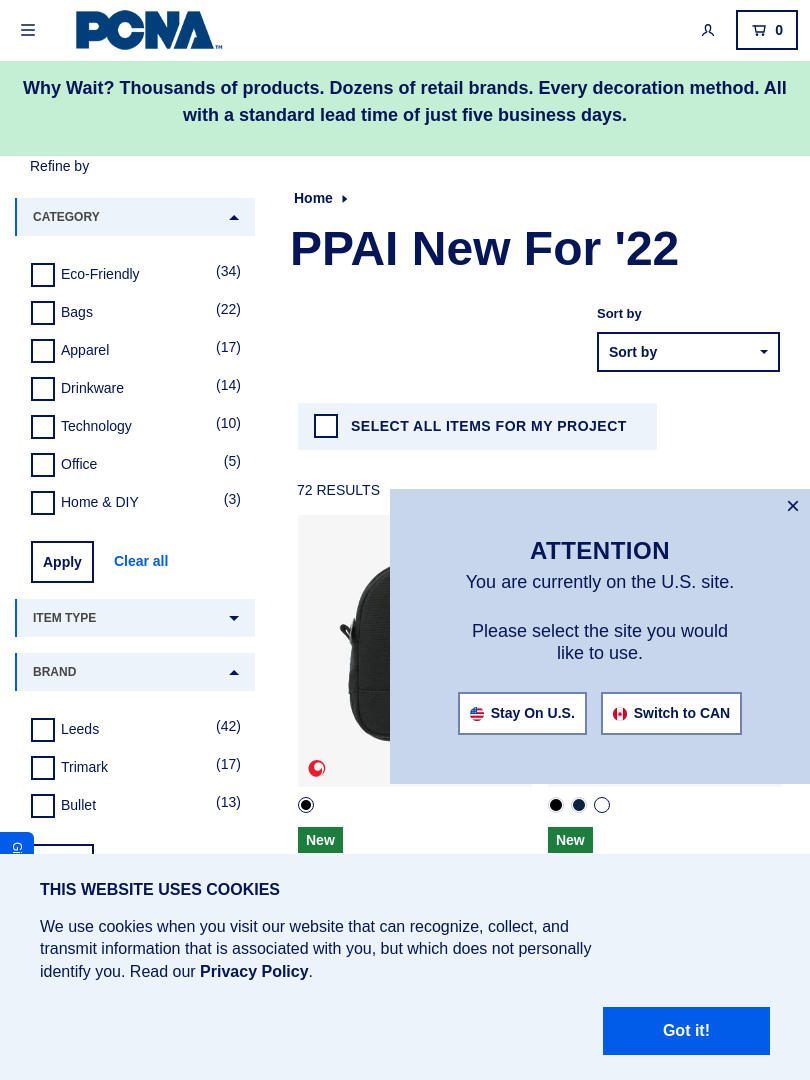 PCNA™
0
Why Wait? Thousands of products. Dozens of retail brands. Every decoration method. All
with a standard lead time of just five business days.
Refine by
CATEGORY
Eco-Friendly (34)
Bags (22)
Apparel (17)
Drinkware (14)
Technology (10)
Office (5)
Home & DIY (3)
Apply Clear all
ITEM TYPE
BRAND
Leeds (42)
Trimark (17)
Bullet (13)
Home
PPAI New For '22
Sort by
Sort by
SELECT ALL ITEMS FOR MY PROJECT
72 RESULTS
ATTENTION
You are currently on the U.S. site.
Please select the site you would
like to use.
Stay On U.S. Switch to CAN
New New
THIS WEBSITE USES COOKIES
We use cookies when you visit our website that can recognize, collect, and
transmit information that is associated with you, but which does not personally
identify you. Read our Privacy Policy.
Got it!